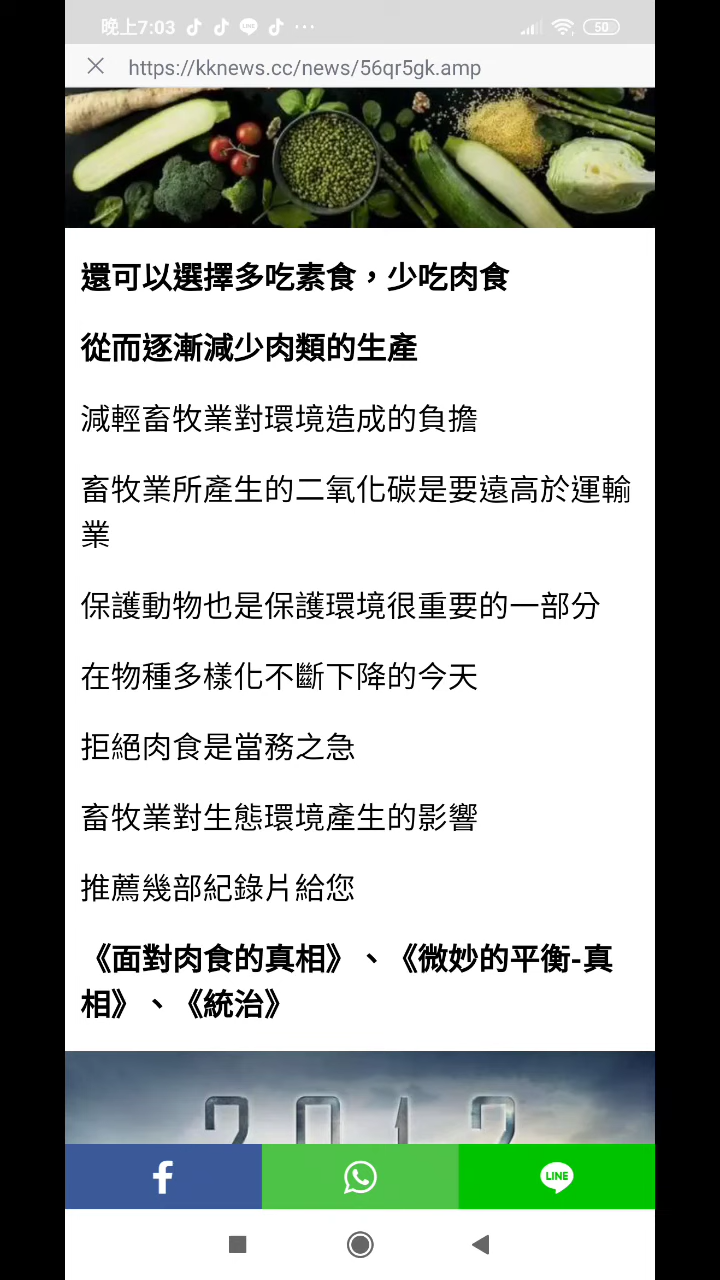 晚上7:03
50
https://kknews.cc/news/56qr5gk.amp
還可以選擇多吃素食，少吃肉食
從而逐漸減少肉類的生產
減輕畜牧業對環境造成的負擔
畜牧業所產生的二氧化碳是要遠高於運輸
業
保護動物也是保護環境很重要的一部分
在物種多樣化不斷下降的今天
拒絕肉食是當務之急
畜牧業對生態環境產生的影響
推薦幾部紀錄片給您
《面對肉食的真相》、《微妙的平衡-真
相》、《統治》
2012
LINE